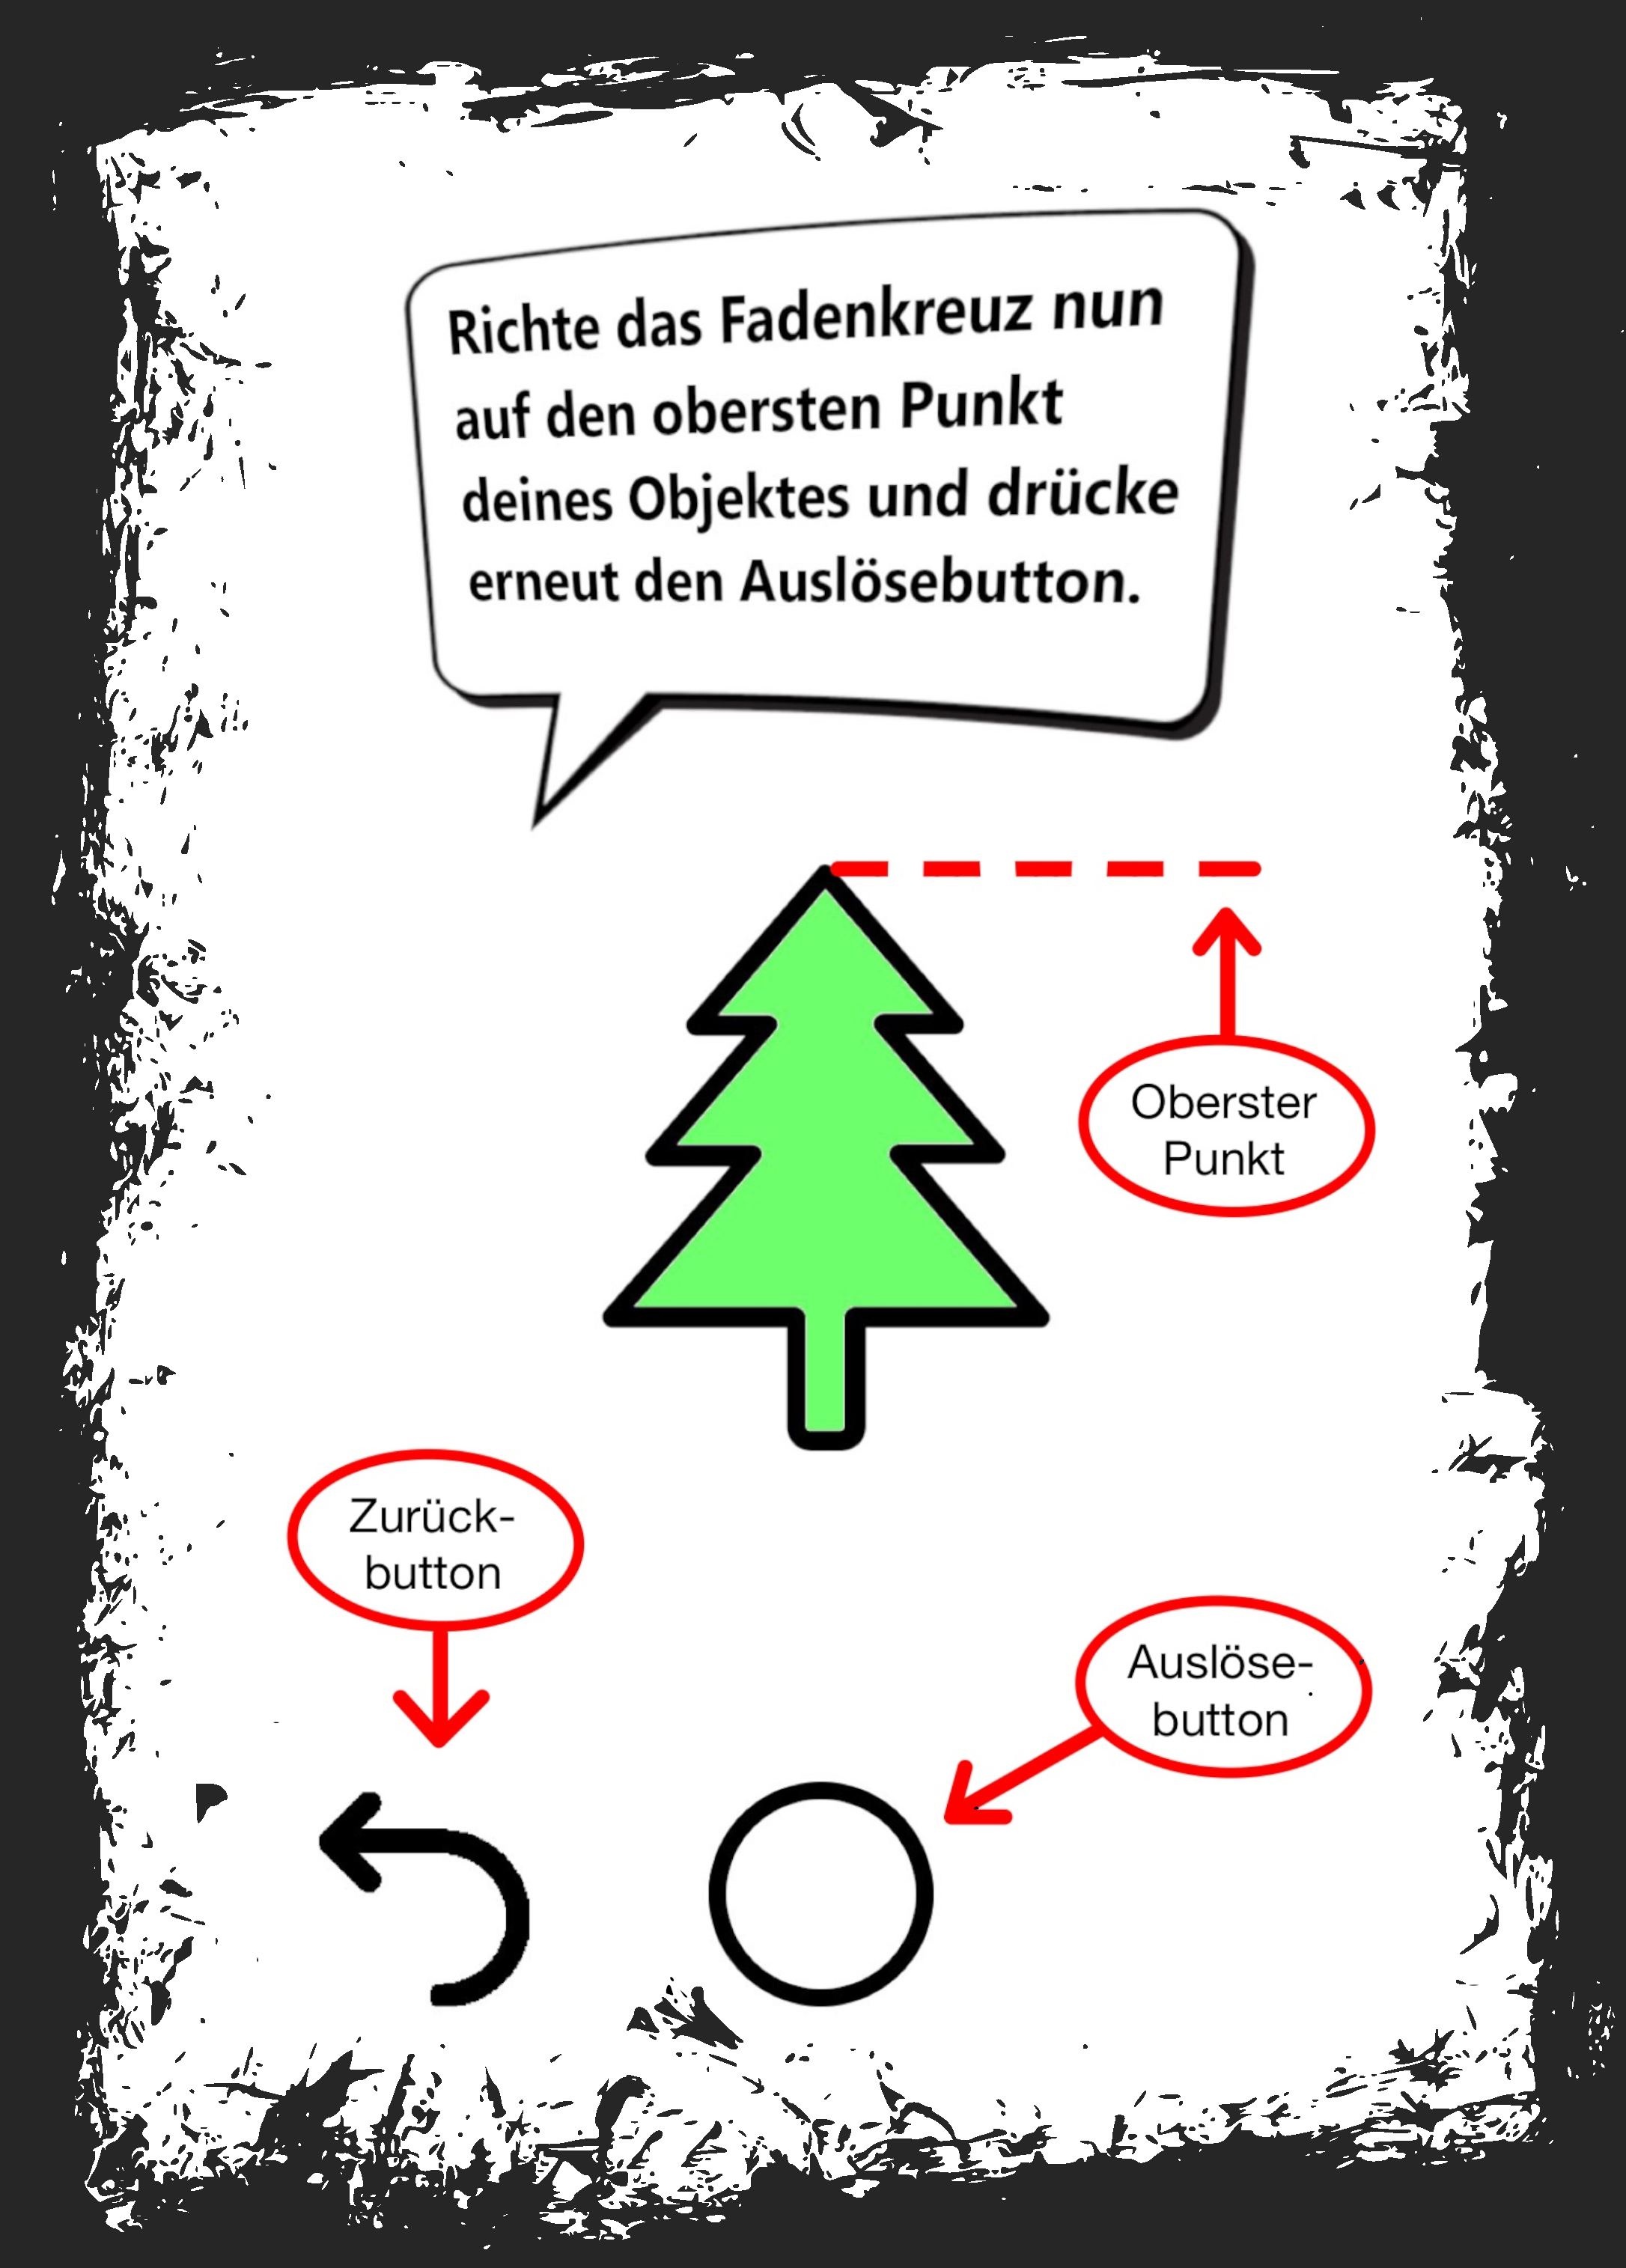 Richte das Fadenkreuz nun
auf den obersten Punkt
deines Objektes und drücke
erneut den Auslösebutton.
Oberster
Punkt
Zurück-
button
Auslöse-
button